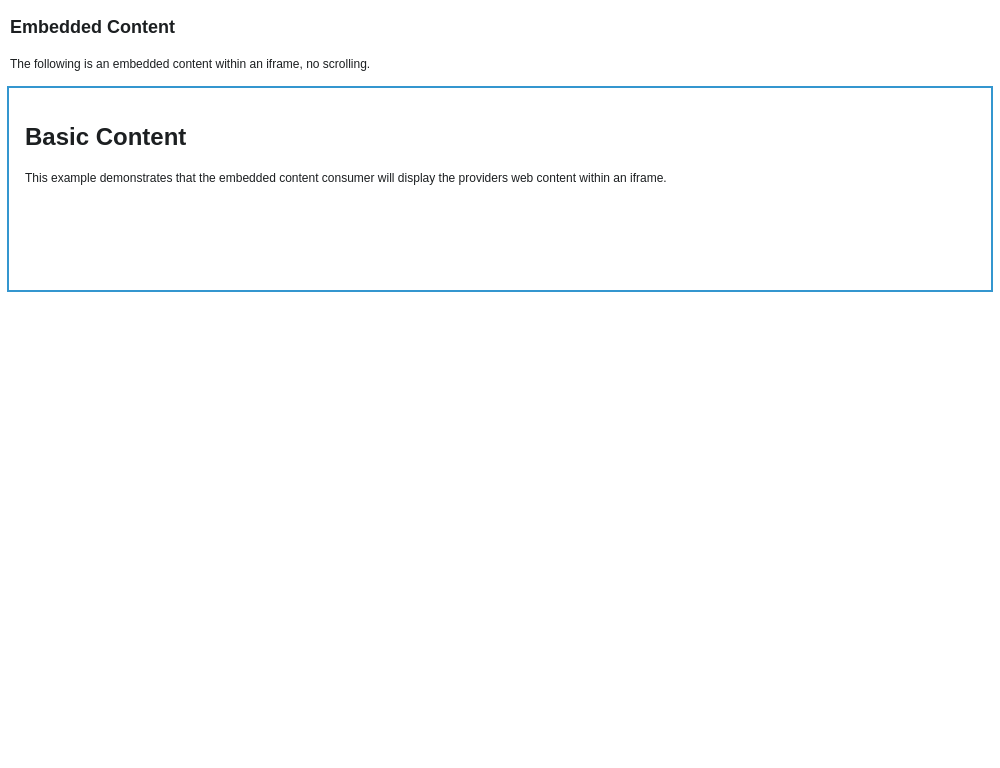 Embedded Content
The following is an embedded content within an iframe, no scrolling.
Basic Content
This example demonstrates that the embedded content consumer will display the providers web content within an iframe.